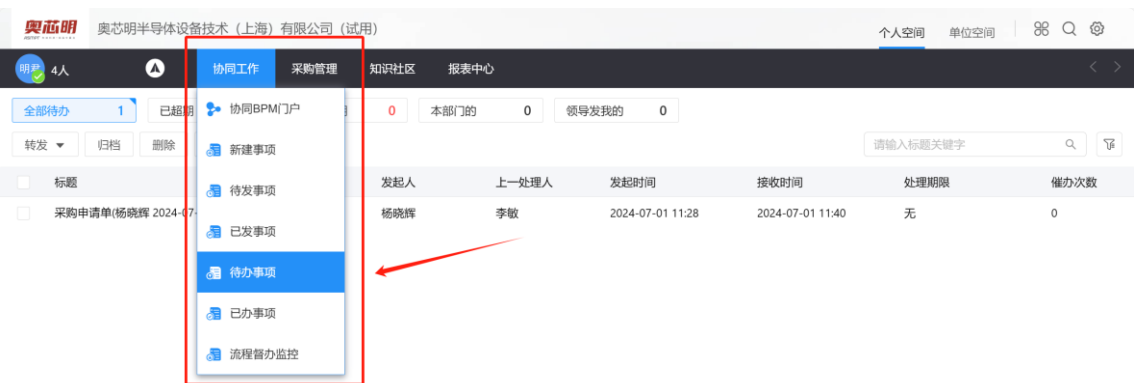 奥芯明 奥芯明半导体设备技术（上海）有限公司（试用） 个人空间 单位空间
明君 4人 协同工作 采购管理 知识社区 报表中心
全部待办 1 已超期 0 本部门的 0 领导发我的 0
协同BPM门户
转发 归档 删除 请输入标题关键字
新建事项
标题 发起人 上一处理人 发起时间 接收时间 处理期限 催办次数
待发事项
采购申请单(杨晓辉 2024-07- 杨晓辉 李敏 2024-07-01 11:28 2024-07-01 11:40 无 0
已发事项
待办事项
已办事项
流程督办监控